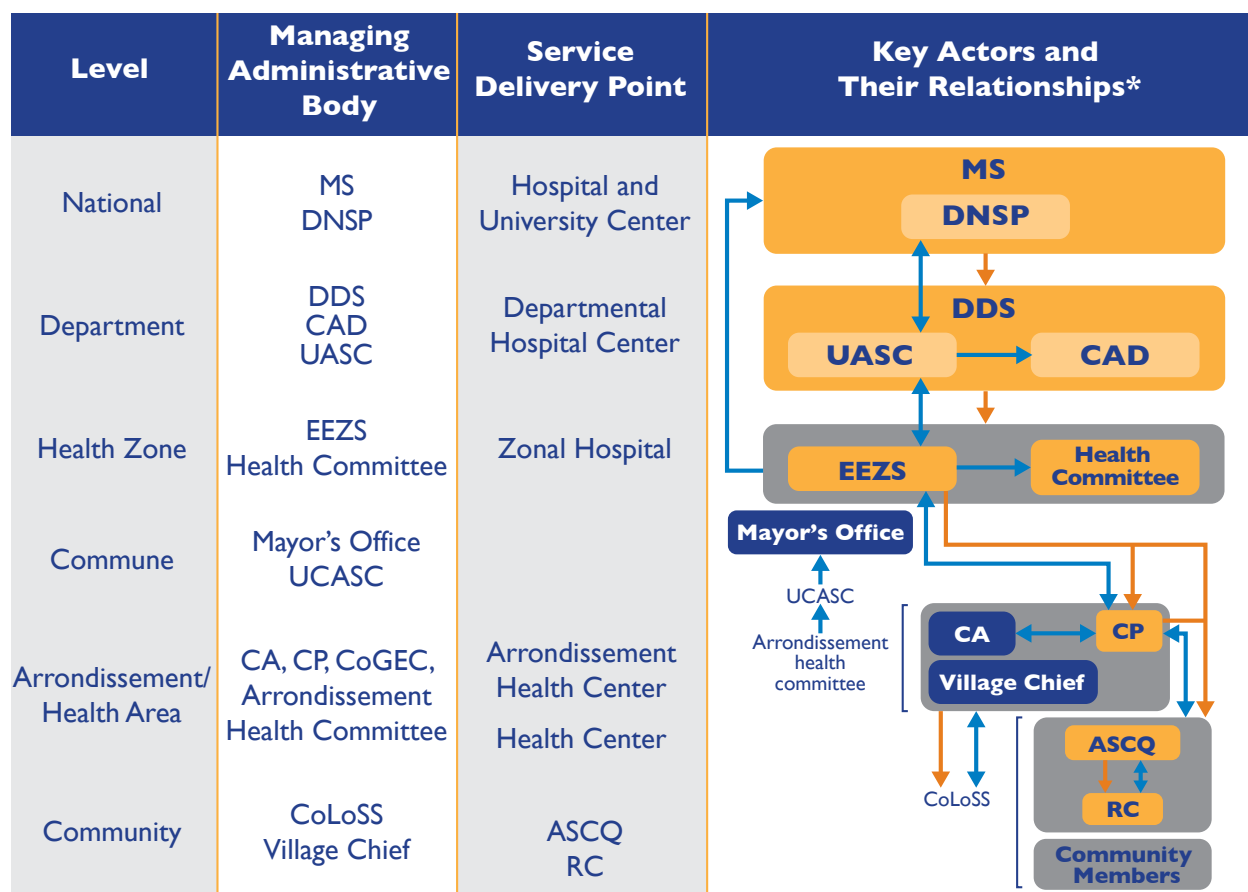 Level
Managing
Administrative
Body
Service
Delivery Point
Key Actors and
Their Relationships*
National
MS
DNSP
Hospital and
University Center
MS
DNSP
Department
DDS
CAD
UASC
Departmental
Hospital Center
DDS
UASC
CAD
Health Zone
EEZS
Health Committee
Zonal Hospital
EEZS
Health
Committee
Commune
Mayor's Office
UCASC
Mayor's Office
UCASC
Arrondissement
health
committee
Arrondissement/
Health Area
CA, CP, CoGEC,
Arrondissement
Health Committee
Arrondissement
Health Center
Health Center
CA
CP
Village Chief
Community
CoLoSS
Village Chief
ASCQ
RC
CoLoSS
ASCQ
RC
Community
Members